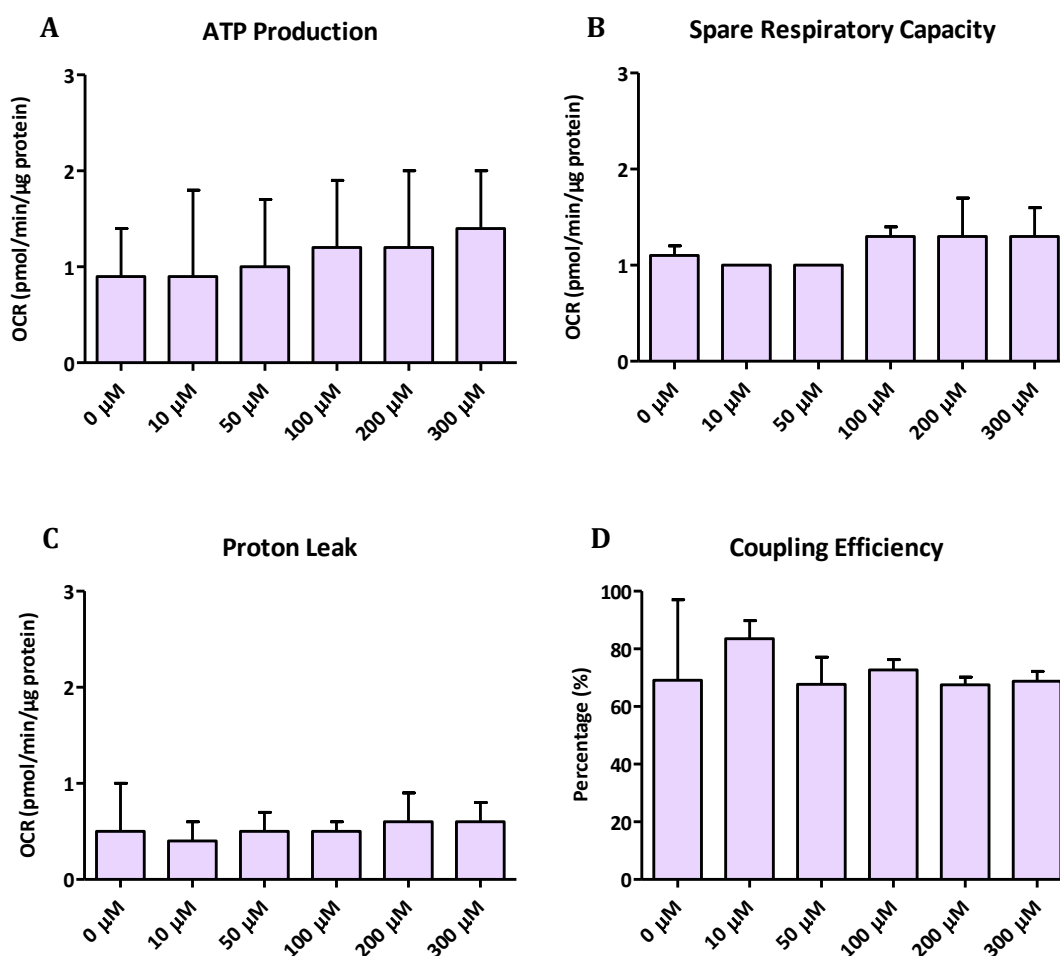 A
ATP Production
OCR (pmol/min/µg protein)
3
2
1
0
0 µM
10 µM
50 µM
100 µM
200 µM
300 µM
B
Spare Respiratory Capacity
OCR (pmol/min/µg protein)
3
2
1
0
0 µM
10 µM
50 µM
100 µM
200 µM
300 µM
C
Proton Leak
OCR (pmol/min/µg protein)
3
2
1
0
0 µM
10 µM
50 µM
100 µM
200 µM
300 µM
D
Coupling Efficiency
Percentage (%)
100
80
60
40
20
0
0 µM
10 µM
50 µM
100 µM
200 µM
300 µM